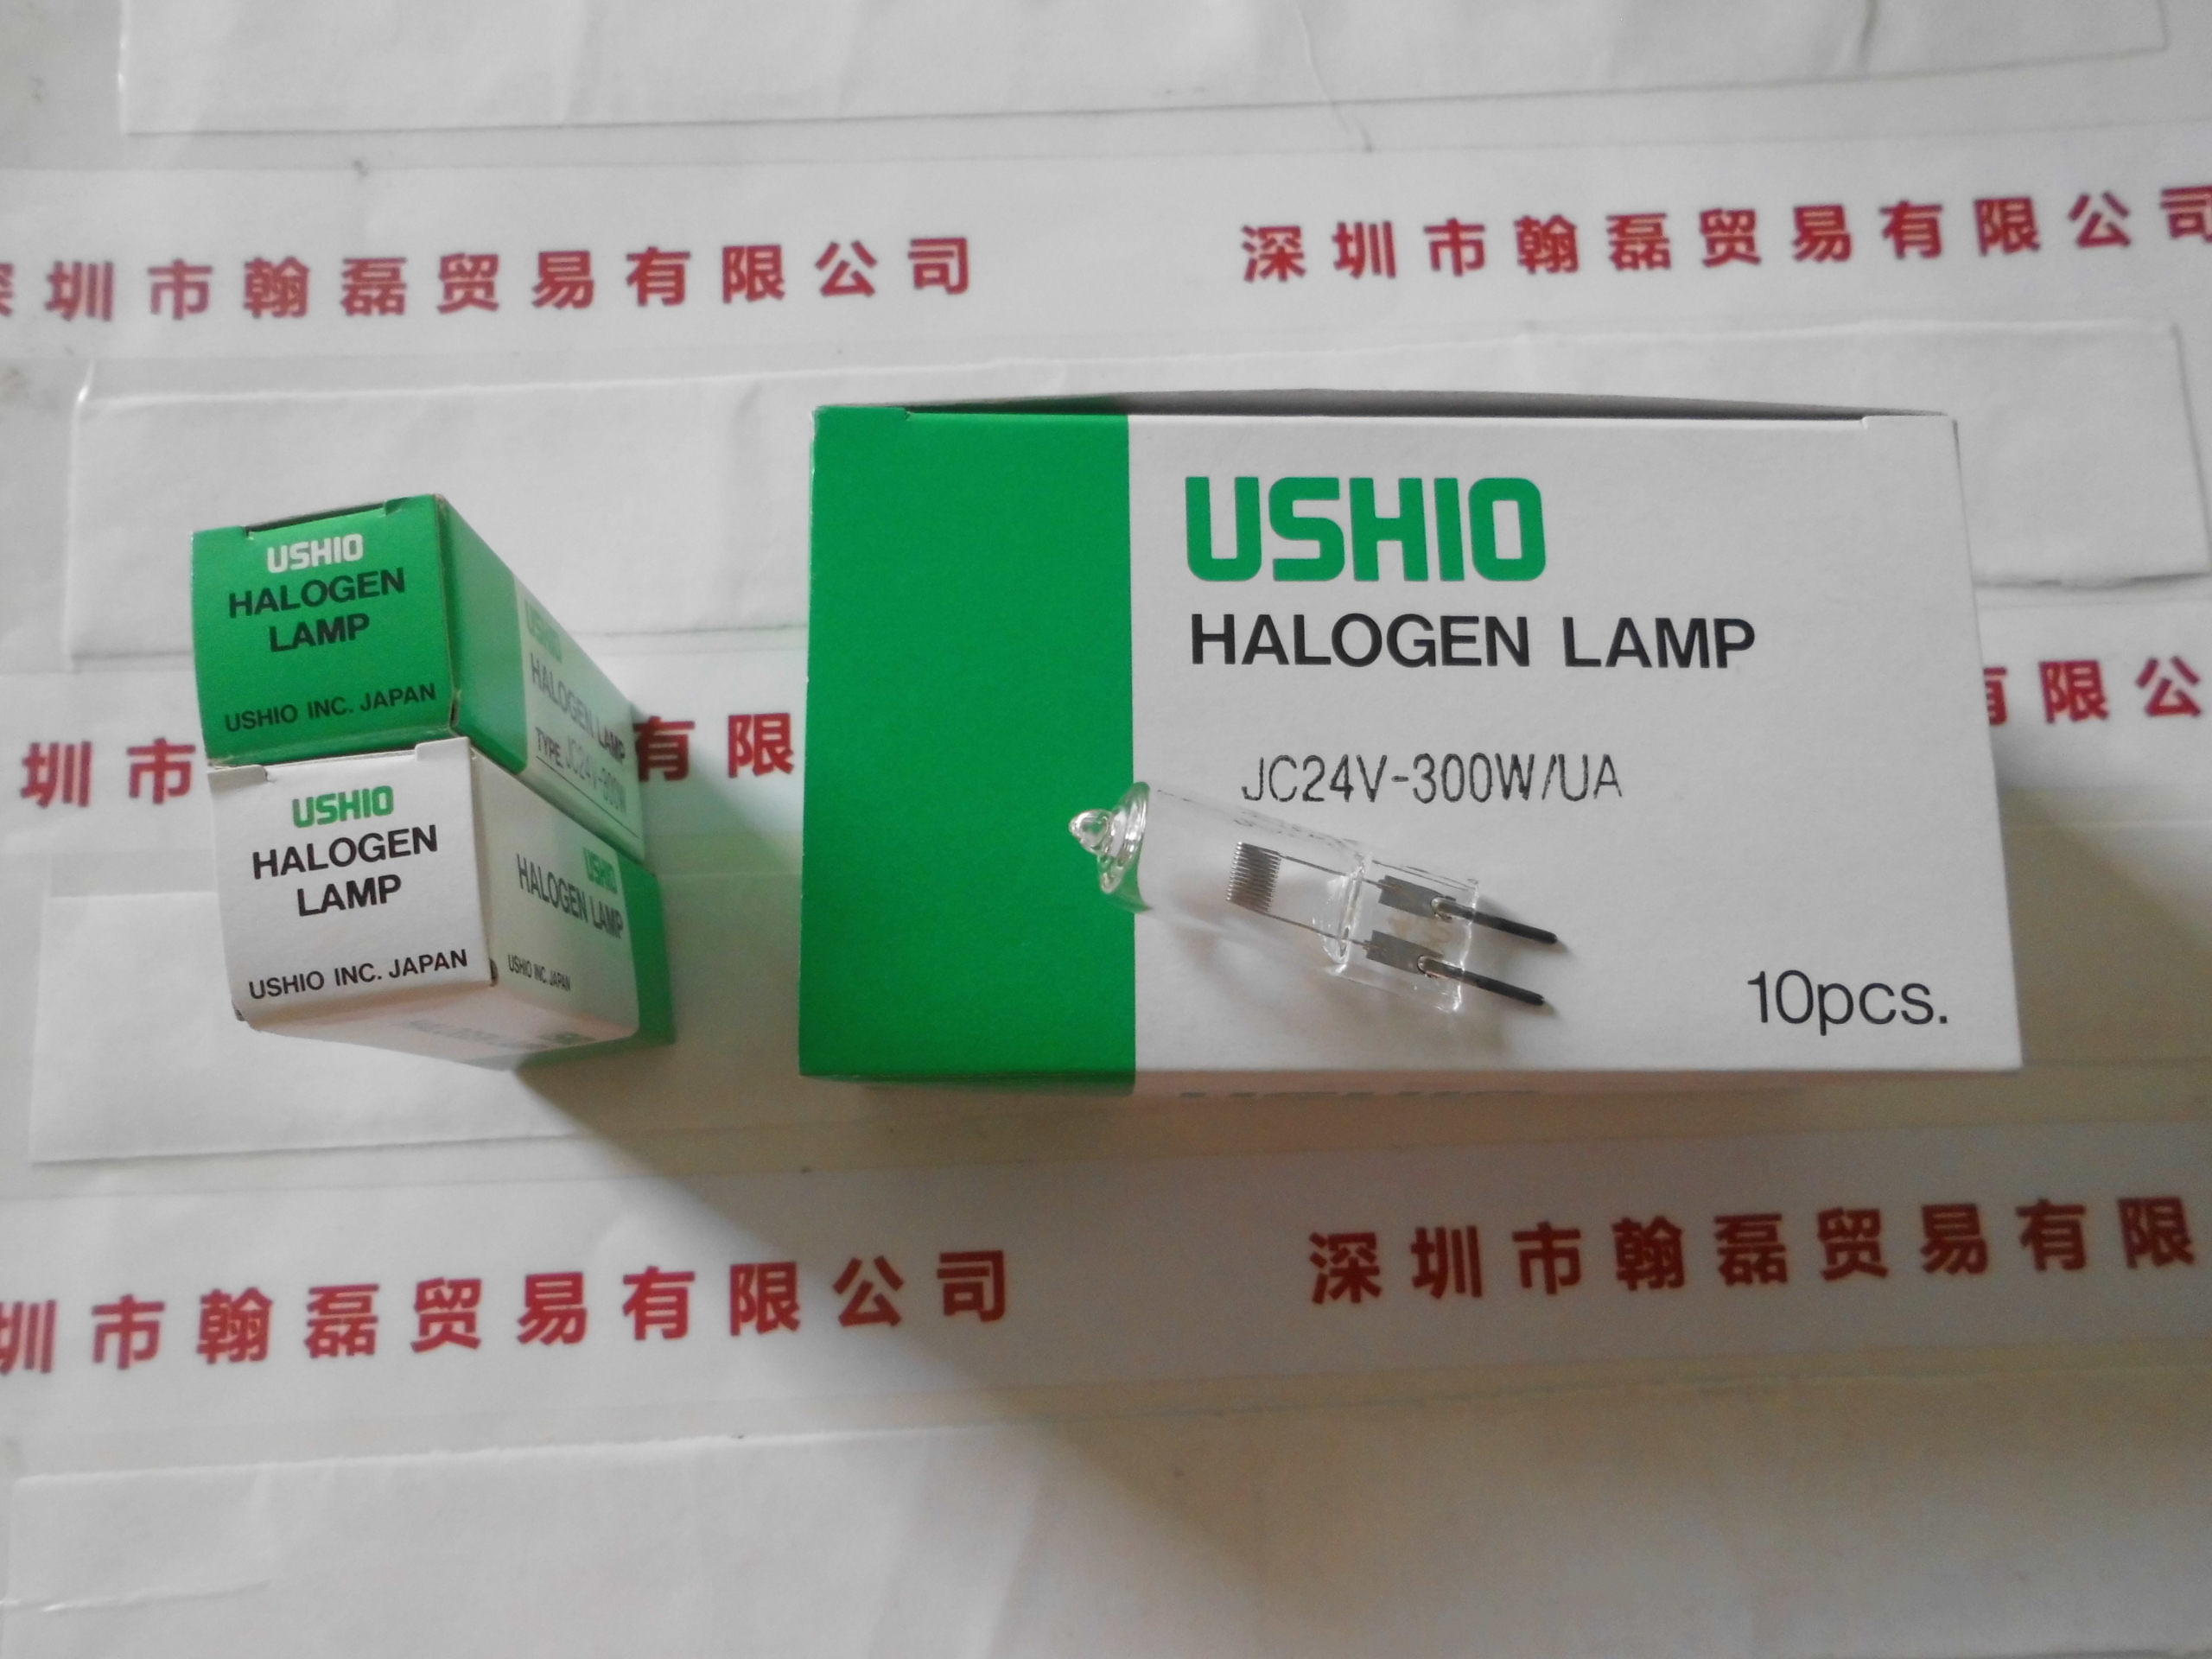 圳市翰磊贸易有限公司
深圳市翰磊贸易有限公司
USHIO
HALOGEN
LAMP
USHIO INC. JAPAN
USHIO
HALOGEN LAMP
TYPE JC24V-300W
USHIO
HALOGEN
LAMP
USHIO INC. JAPAN
USHIO
HALOGEN LAMP
USHIO INC. JAPAN
USHIO
HALOGEN LAMP
JC24V-300W/UA
10pcs.
圳市
有限
有限公
圳市翰磊贸易有限公司
深圳市翰磊贸易有限